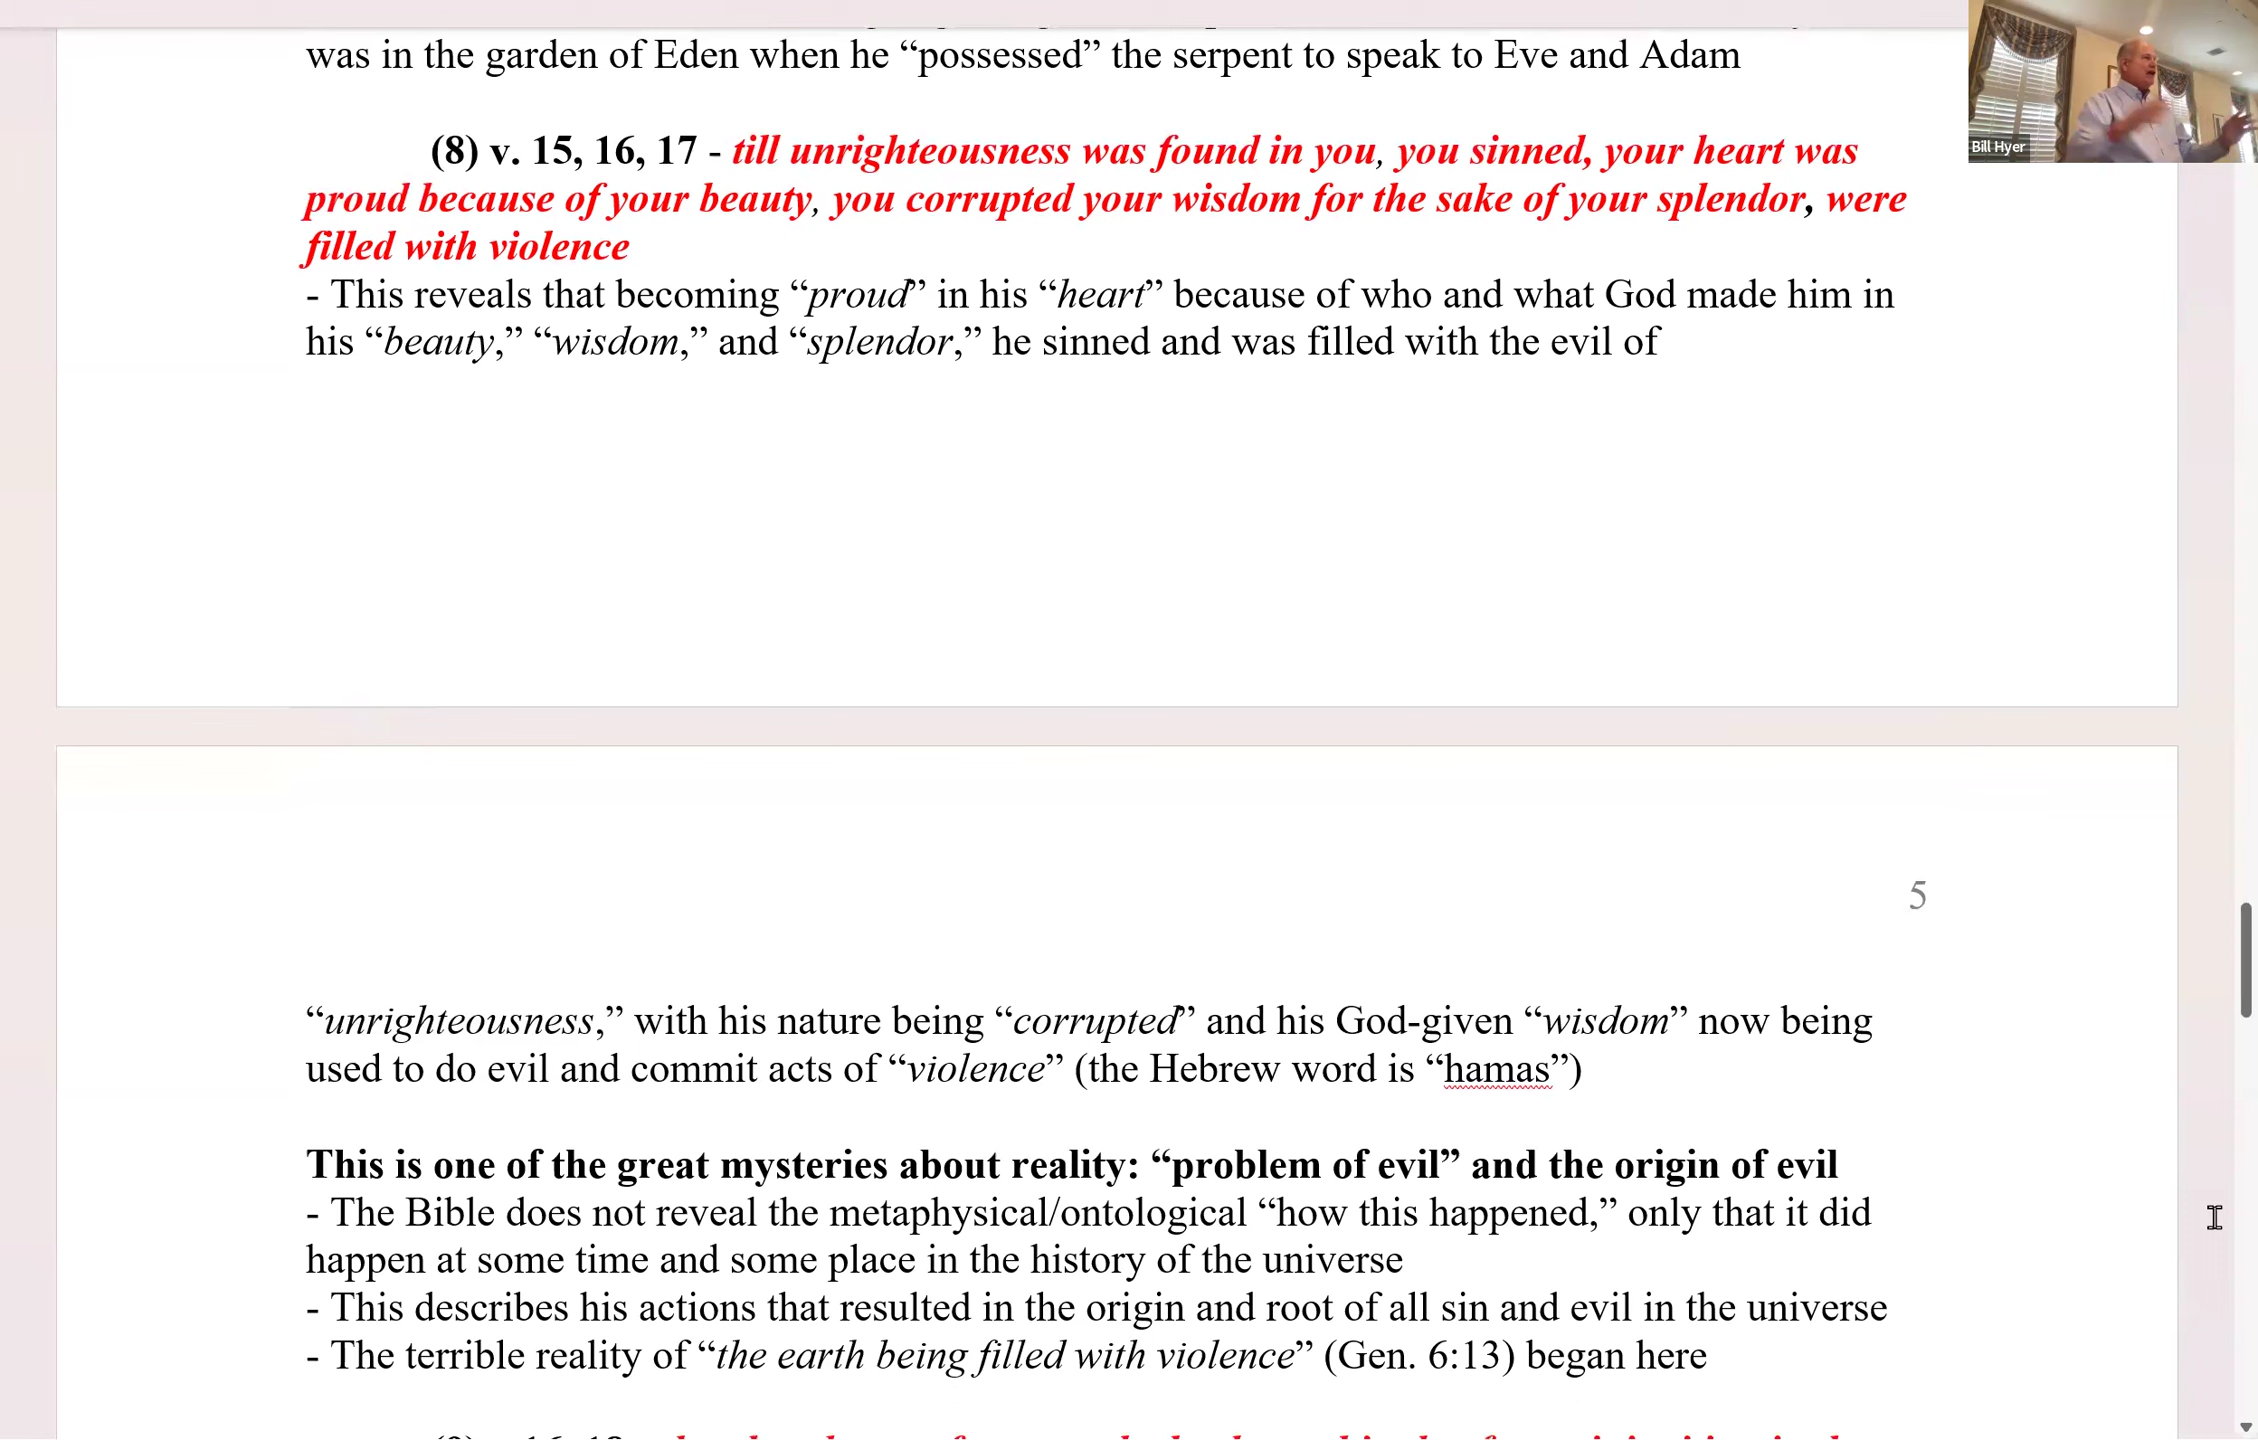 was in the garden of Eden when he “possessed” the serpent to speak to Eve and Adam
Bill Hyer
(8) v. 15, 16, 17 - till unrighteousness was found in you, you sinned, your heart was
proud because of your beauty, you corrupted your wisdom for the sake of your splendor, were
filled with violence
- This reveals that becoming “proud” in his “heart” because of who and what God made him in
his “beauty,” “wisdom,” and “splendor,” he sinned and was filled with the evil of
5
“unrighteousness,” with his nature being “corrupted” and his God-given “wisdom” now being
used to do evil and commit acts of “violence” (the Hebrew word is “hamas”)
This is one of the great mysteries about reality: “problem of evil” and the origin of evil
- The Bible does not reveal the metaphysical/ontological “how this happened,” only that it did
happen at some time and some place in the history of the universe
- This describes his actions that resulted in the origin and root of all sin and evil in the universe
- The terrible reality of “the earth being filled with violence” (Gen. 6:13) began here